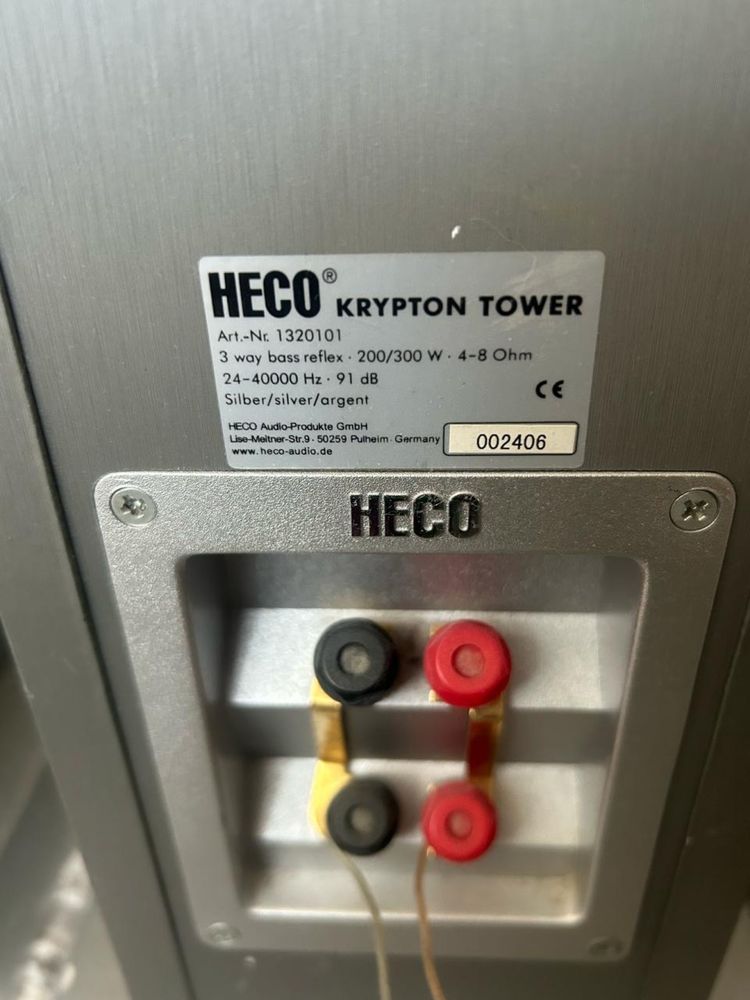 HECO® KRYPTON TOWER
Art.-Nr. 1320101
3 way bass reflex · 200/300 W · 4–8 Ohm
24–40000 Hz · 91 dB
CE
Silber/silver/argent
HECO Audio-Produkte GmbH
Lise-Meitner-Str.9 · 50259 Pulheim · Germany
www.heco-audio.de
002406
HECO